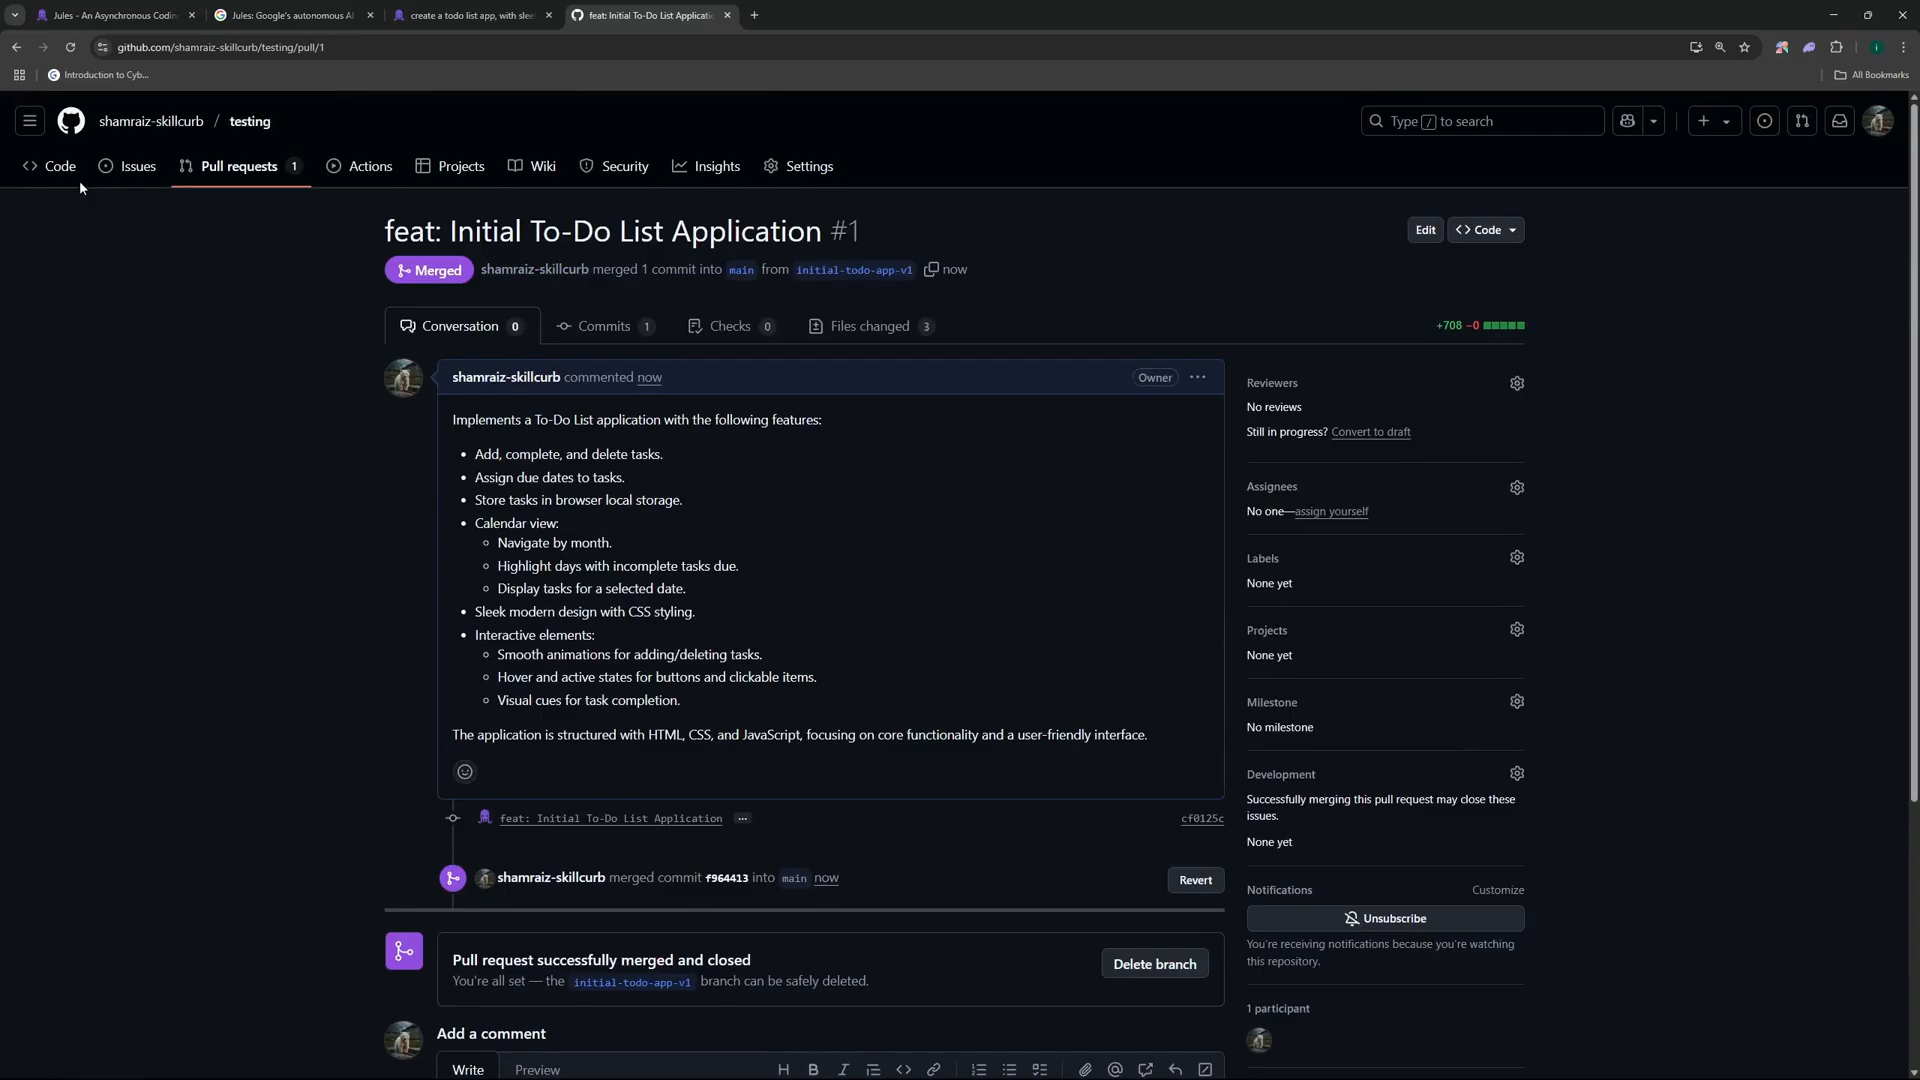 Jules - An Asynchronous Coding
Jules: Google's autonomous AI
create a todo list app, with slee
feat: Initial To-Do List Applicatio
github.com/shamraiz-skillcurb/testing/pull/1
Introduction to Cyb...
All Bookmarks
shamraiz-skillcurb / testing
Type / to search
Code
Issues
Pull requests 1
Actions
Projects
Wiki
Security
Insights
Settings
feat: Initial To-Do List Application #1
Edit
Code
Merged
shamraiz-skillcurb merged 1 commit into main from initial-todo-app-v1 now
Conversation 0
Commits 1
Checks 0
Files changed 3
+708 −0
shamraiz-skillcurb commented now
Owner
Implements a To-Do List application with the following features:
• Add, complete, and delete tasks.
• Assign due dates to tasks.
• Store tasks in browser local storage.
• Calendar view:
Navigate by month.
Highlight days with incomplete tasks due.
Display tasks for a selected date.
• Sleek modern design with CSS styling.
• Interactive elements:
Smooth animations for adding/deleting tasks.
Hover and active states for buttons and clickable items.
Visual cues for task completion.
The application is structured with HTML, CSS, and JavaScript, focusing on core functionality and a user-friendly interface.
feat: Initial To-Do List Application ...
cf0125c
shamraiz-skillcurb merged commit f964413 into main now
Revert
Pull request successfully merged and closed
You're all set — the initial-todo-app-v1 branch can be safely deleted.
Delete branch
Add a comment
Write
Preview
Reviewers
No reviews
Still in progress? Convert to draft
Assignees
No one—assign yourself
Labels
None yet
Projects
None yet
Milestone
No milestone
Development
Successfully merging this pull request may close these
issues.
None yet
Notifications
Customize
Unsubscribe
You're receiving notifications because you're watching
this repository.
1 participant